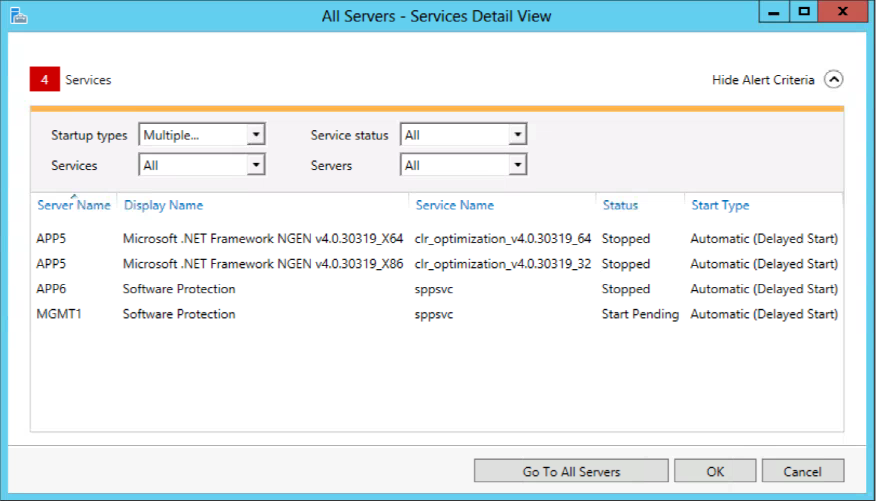 All Servers - Services Detail View
4 Services Hide Alert Criteria
Startup types Multiple... Service status All
Services All Servers All
Server Name Display Name Service Name Status Start Type
APP5 Microsoft .NET Framework NGEN v4.0.30319_X64 clr_optimization_v4.0.30319_64 Stopped Automatic (Delayed Start)
APP5 Microsoft .NET Framework NGEN v4.0.30319_X86 clr_optimization_v4.0.30319_32 Stopped Automatic (Delayed Start)
APP6 Software Protection sppsvc Stopped Automatic (Delayed Start)
MGMT1 Software Protection sppsvc Start Pending Automatic (Delayed Start)
Go To All Servers OK Cancel